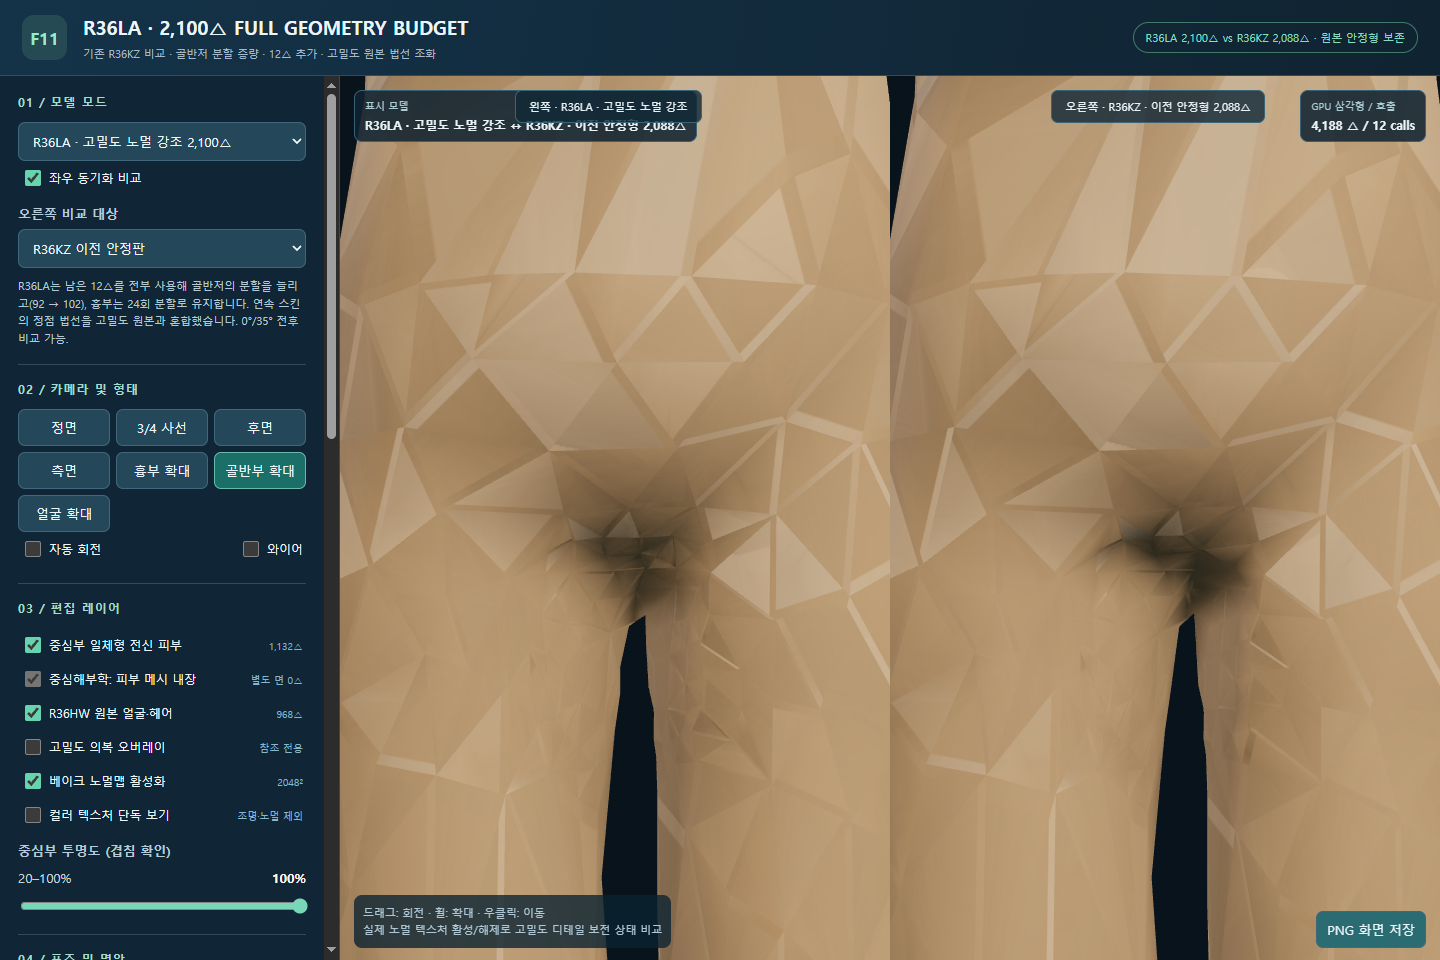 F11
R36LA · 2,100△ FULL GEOMETRY BUDGET
기존 R36KZ 비교 · 골반저 분할 증량 · 12△ 추가 · 고밀도 원본 법선 조화
R36LA 2,100△ vs R36KZ 2,088△ · 원본 안정형 보존
01 / 모델 모드
R36LA · 고밀도 노멀 강조 2,100△
좌우 동기화 비교
오른쪽 비교 대상
R36KZ 이전 안정판
R36LA는 남은 12△를 전부 사용해 골반저의 분할을 늘리
고(92 → 102), 흉부는 24회 분할로 유지합니다. 연속 스킨
의 정점 법선을 고밀도 원본과 혼합했습니다. 0°/35° 전후
비교 가능.
02 / 카메라 및 형태
정면
3/4 사선
후면
측면
흉부 확대
골반부 확대
얼굴 확대
자동 회전
와이어
03 / 편집 레이어
중심부 일체형 전신 피부 1,132△
중심해부학: 피부 메시 내장 별도 면 0△
R36HW 원본 얼굴·헤어 968△
고밀도 의복 오버레이 참조 전용
베이크 노멀맵 활성화 2048²
컬러 텍스처 단독 보기 조명·노멀 제외
중심부 투명도 (겹침 확인)
20–100% 100%
04 / 포즈 및 명암
표시 모델
R36LA · 고밀도 노멀 강조 ↔ R36KZ · 이전 안정형 2,088△
왼쪽 · R36LA · 고밀도 노멀 강조
오른쪽 · R36KZ · 이전 안정형 2,088△
GPU 삼각형 / 호출
4,188 △ / 12 calls
드래그: 회전 · 휠: 확대 · 우클릭: 이동
실제 노멀 텍스처 활성/해제로 고밀도 디테일 보전 상태 비교
PNG 화면 저장